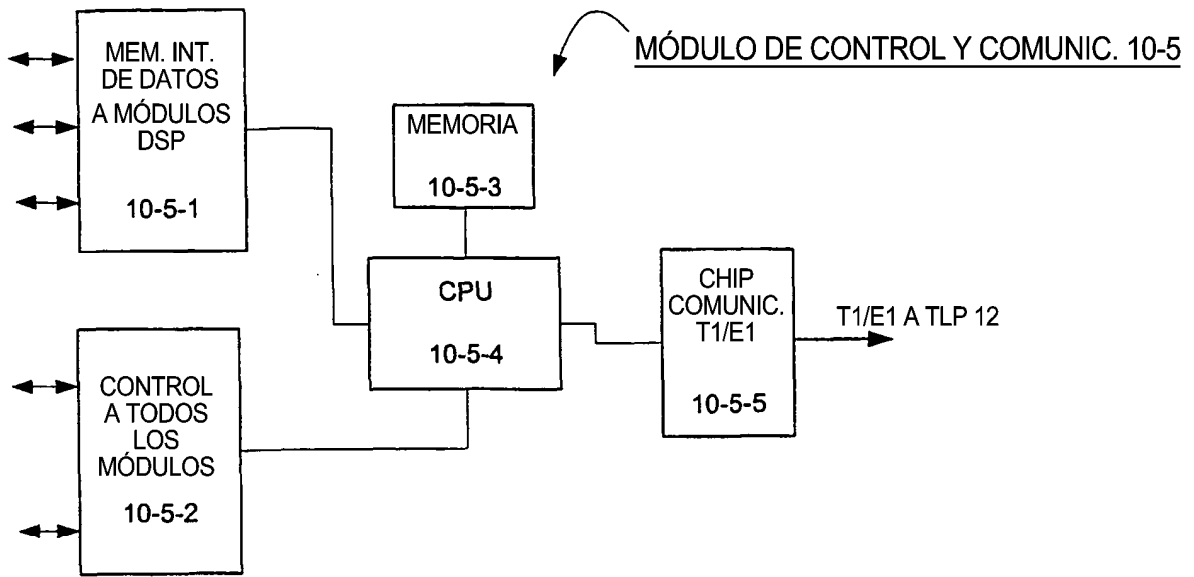 MÓDULO DE CONTROL Y COMUNIC. 10-5
MEM. INT.
DE DATOS
A MÓDULOS
DSP
10-5-1
MEMORIA
10-5-3
CPU
10-5-4
CHIP
COMUNIC.
T1/E1
10-5-5
T1/E1 A TLP 12
CONTROL
A TODOS
LOS
MÓDULOS
10-5-2